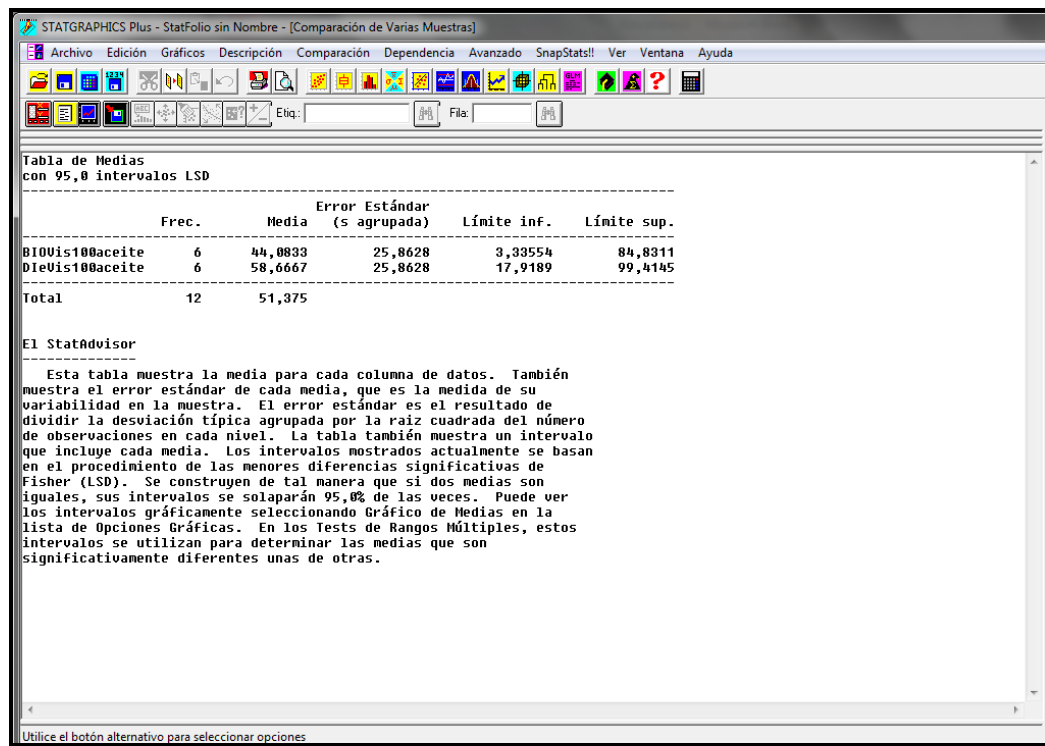 STATGRAPHICS Plus - StatFolio sin Nombre - [Comparación de Varias Muestras]
Archivo Edición Gráficos Descripción Comparación Dependencia Avanzado SnapStats!! Ver Ventana Ayuda
1234
GLM
REC
Etiq.: Fila:
Tabla de Medias
con 95,0 intervalos LSD
Error Estándar
Frec. Media (s agrupada) Límite inf. Límite sup.
BIOVis100aceite 6 44,0833 25,8628 3,33554 84,8311
DIeVis100aceite 6 58,6667 25,8628 17,9189 99,4145
Total 12 51,375
El StatAdvisor
--------------
Esta tabla muestra la media para cada columna de datos. También
muestra el error estándar de cada media, que es la medida de su
variabilidad en la muestra. El error estándar es el resultado de
dividir la desviación típica agrupada por la raiz cuadrada del número
de observaciones en cada nivel. La tabla también muestra un intervalo
que incluye cada media. Los intervalos mostrados actualmente se basan
en el procedimiento de las menores diferencias significativas de
Fisher (LSD). Se construyen de tal manera que si dos medias son
iguales, sus intervalos se solaparán 95,0% de las veces. Puede ver
los intervalos gráficamente seleccionando Gráfico de Medias en la
lista de Opciones Gráficas. En los Tests de Rangos Múltiples, estos
intervalos se utilizan para determinar las medias que son
significativamente diferentes unas de otras.
Utilice el botón alternativo para seleccionar opciones